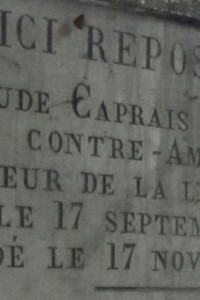 ICI REPOS
UDE CAPRAIS
CONTRE-AM
EUR DE LA L
LE 17 SEPTEM
DÉ LE 17 NOV